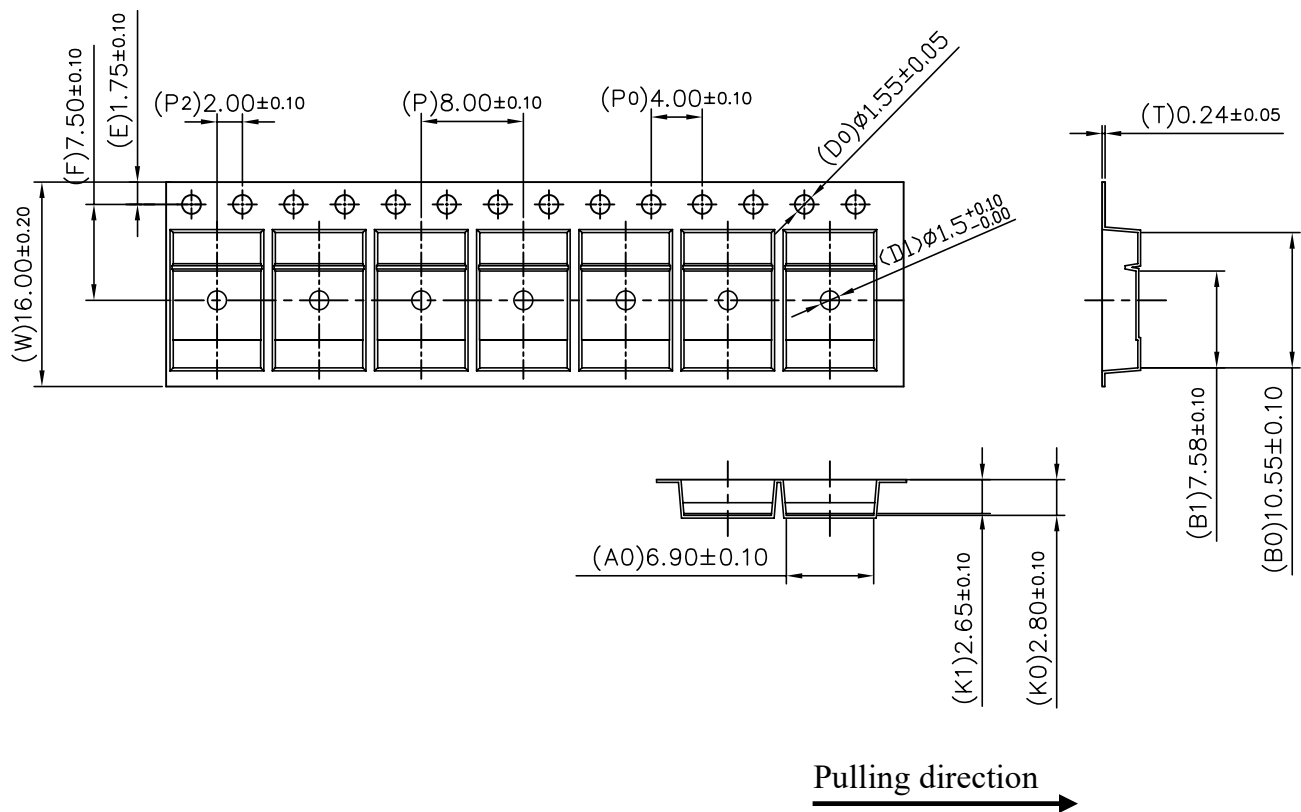 (W)16.00±0.20
(F)7.50±0.10
(E)1.75±0.10
(P2)2.00±0.10
(P)8.00±0.10
(P0)4.00±0.10
(D0)ø1.55±0.05
(D1)ø1.5+0.10 -0.00
(T)0.24±0.05
(B1)7.58±0.10
(B0)10.55±0.10
(A0)6.90±0.10
(K1)2.65±0.10
(K0)2.80±0.10
Pulling direction